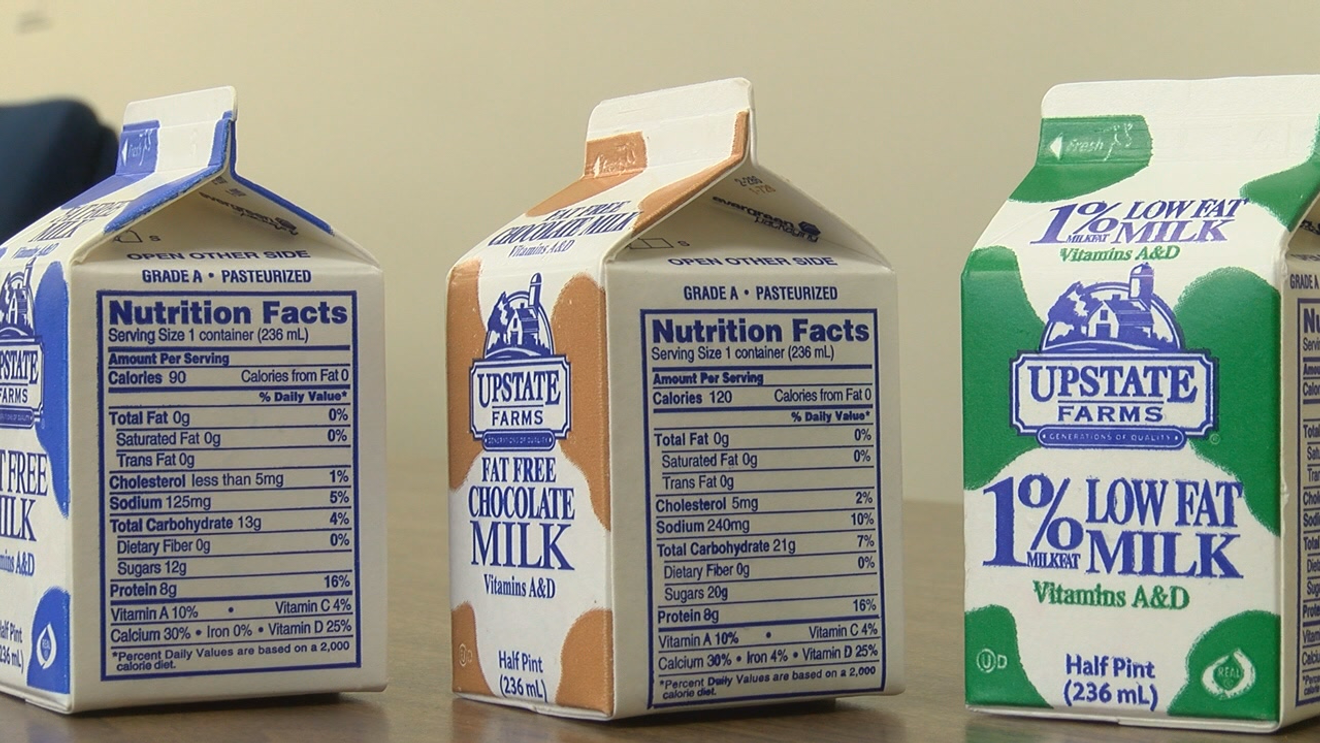 Fresh
FAT FREE
MILK
Vitamins A&D
S
evergreen
packaging
OPEN OTHER SIDE
GRADE A • PASTEURIZED
Nutrition Facts
Serving Size 1 container (236 mL)
Amount Per Serving
Calories 90 Calories from Fat 0
% Daily Value*
Total Fat 0g 0%
Saturated Fat 0g 0%
Trans Fat 0g
Cholesterol less than 5mg 1%
Sodium 125mg 5%
Total Carbohydrate 13g 4%
Dietary Fiber 0g 0%
Sugars 12g
Protein 8g 16%
Vitamin A 10% • Vitamin C 4%
Calcium 30% • Iron 0% • Vitamin D 25%
*Percent Daily Values are based on a 2,000
calorie diet.
FARMS
REAL
FAT FREE
CHOCOLATE MILK
Vitamins A&D
UPSTATE
FARMS
GENERATIONS OF QUALITY
FAT FREE
CHOCOLATE
MILK
Vitamins A&D
Half Pint
(236 mL)
S
evergreen
packaging
OPEN OTHER SIDE
GRADE A • PASTEURIZED
Nutrition Facts
Serving Size 1 container (236 mL)
Amount Per Serving
Calories 120 Calories from Fat 0
% Daily Value*
Total Fat 0g 0%
Saturated Fat 0g 0%
Trans Fat 0g
Cholesterol 5mg 2%
Sodium 240mg 10%
Total Carbohydrate 21g 7%
Dietary Fiber 0g 0%
Sugars 20g
Protein 8g 16%
Vitamin A 10% • Vitamin C 4%
Calcium 30% • Iron 4% • Vitamin D 25%
*Percent Daily Values are based on a 2,000
calorie diet.
Fresh
1% LOW FAT
MILKFAT MILK
Vitamins A&D
UPSTATE
FARMS
GENERATIONS OF QUALITY
1% LOW FAT
MILKFAT MILK
Vitamins A&D
U D
Half Pint
(236 mL)
REAL